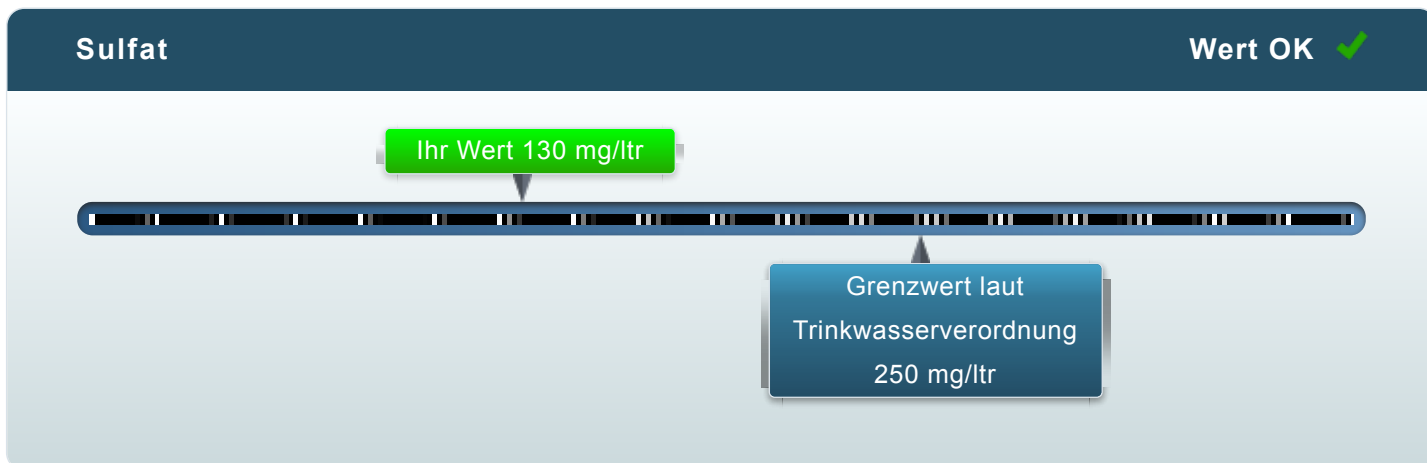 Sulfat
Wert OK
Ihr Wert 130 mg/ltr
Grenzwert laut
Trinkwasserverordnung
250 mg/ltr